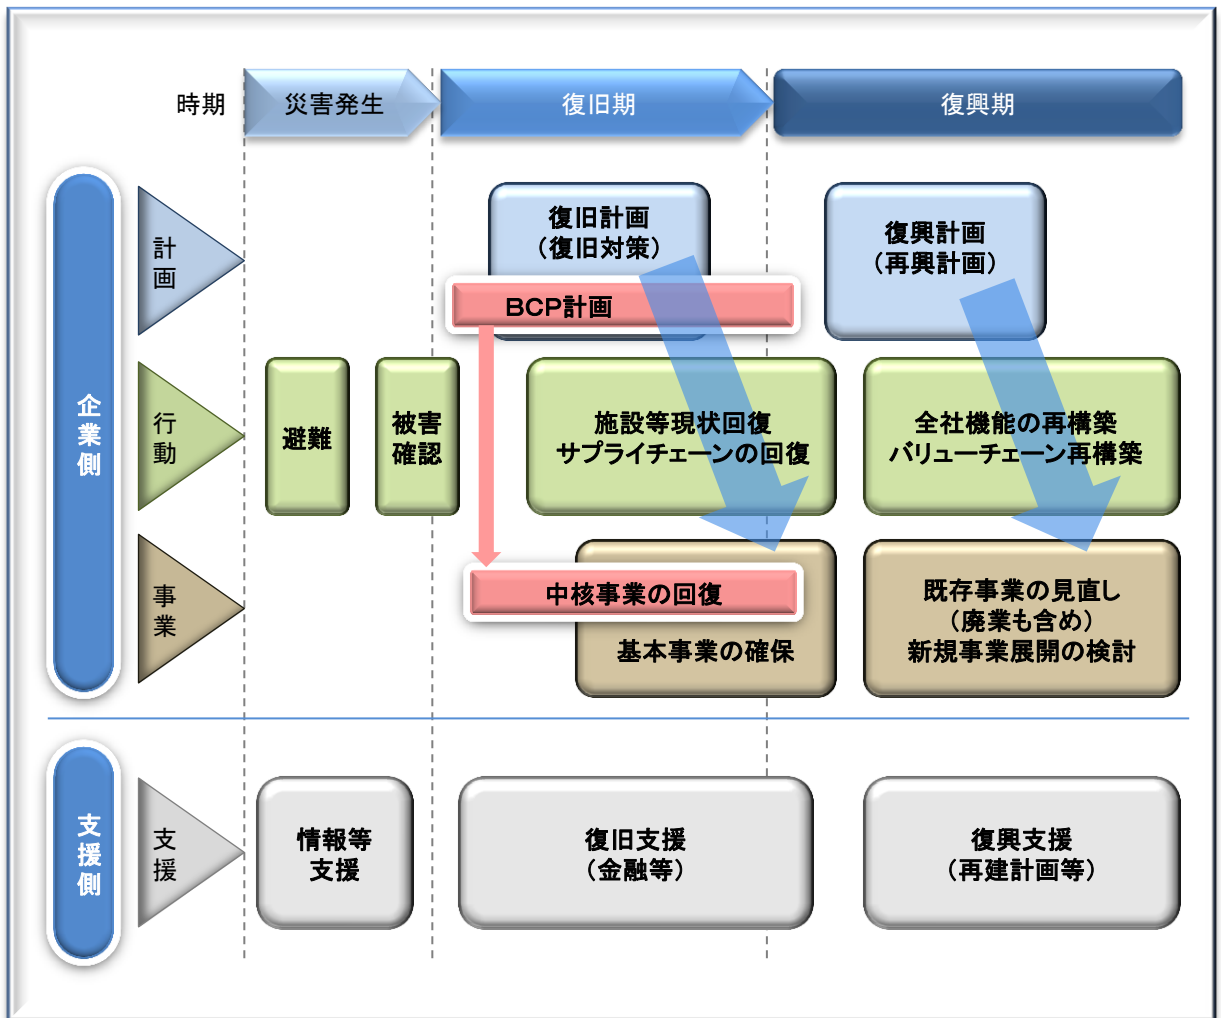 時期
災害発生
復旧期
復興期
企業側
計画
復旧計画
（復旧対策）
BCP計画
復興計画
（再興計画）
行動
避難
被害
確認
施設等現状回復
サプライチェーンの回復
全社機能の再構築
バリューチェーン再構築
事業
中核事業の回復
基本事業の確保
既存事業の見直し
（廃業も含め）
新規事業展開の検討
支援側
支援
情報等
支援
復旧支援
（金融等）
復興支援
（再建計画等）